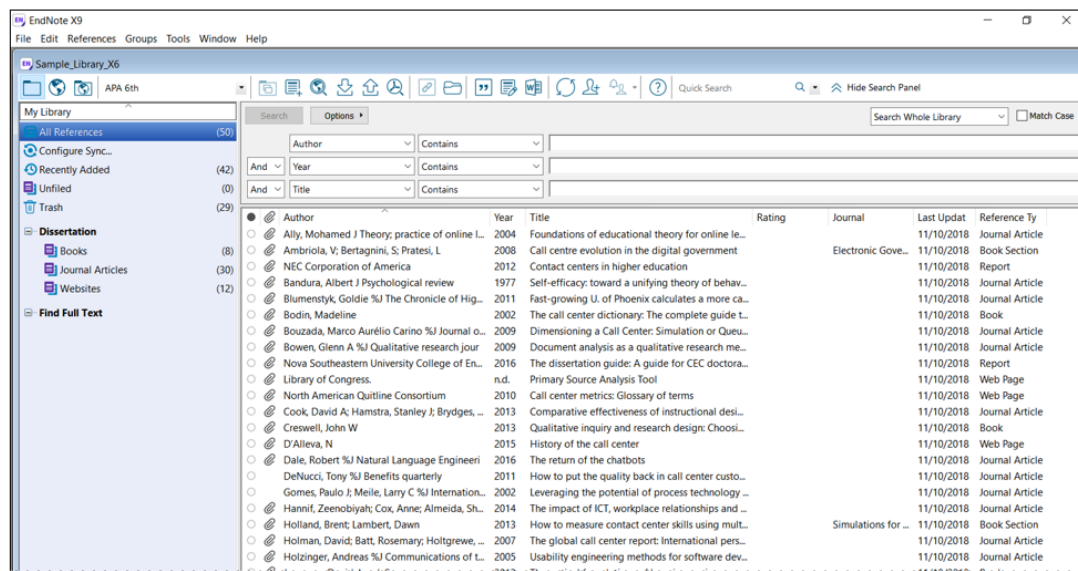 EndNote X9
File Edit References Groups Tools Window Help
Sample_Library_X6
APA 6th
Quick Search
Hide Search Panel
My Library
All References (50)
Configure Sync...
Recently Added (42)
Unfiled (0)
Trash (29)
Dissertation
Books (8)
Journal Articles (30)
Websites (12)
Find Full Text
Search Options Search Whole Library Match Case
Author Contains
And Year Contains
And Title Contains
Author Year Title Rating Journal Last Updat Reference Ty
Ally, Mohamed J Theory; practice of online l... 2004 Foundations of educational theory for online le... 11/10/2018 Journal Article
Ambriola, V; Bertagnini, S; Pratesi, L 2008 Call centre evolution in the digital government Electronic Gove... 11/10/2018 Book Section
NEC Corporation of America 2012 Contact centers in higher education 11/10/2018 Report
Bandura, Albert J Psychological review 1977 Self-efficacy: toward a unifying theory of behav... 11/10/2018 Journal Article
Blumenstyk, Goldie %J The Chronicle of Hig... 2011 Fast-growing U. of Phoenix calculates a more ca... 11/10/2018 Journal Article
Bodin, Madeline 2002 The call center dictionary: The complete guide t... 11/10/2018 Book
Bouzada, Marco Aurélio Carino %J Journal o... 2009 Dimensioning a Call Center: Simulation or Queu... 11/10/2018 Journal Article
Bowen, Glenn A %J Qualitative research jour 2009 Document analysis as a qualitative research me... 11/10/2018 Journal Article
Nova Southeastern University College of En... 2016 The dissertation guide: A guide for CEC doctora... 11/10/2018 Report
Library of Congress. n.d. Primary Source Analysis Tool 11/10/2018 Web Page
North American Quitline Consortium 2010 Call center metrics: Glossary of terms 11/10/2018 Web Page
Cook, David A; Hamstra, Stanley J; Brydges, ... 2013 Comparative effectiveness of instructional desi... 11/10/2018 Journal Article
Creswell, John W 2013 Qualitative inquiry and research design: Choosi... 11/10/2018 Book
D'Alleva, N 2015 History of the call center 11/10/2018 Web Page
Dale, Robert %J Natural Language Engineeri 2016 The return of the chatbots 11/10/2018 Journal Article
DeNucci, Tony %J Benefits quarterly 2011 How to put the quality back in call center custo... 11/10/2018 Journal Article
Gomes, Paulo J; Meile, Larry C %J Internation... 2002 Leveraging the potential of process technology ... 11/10/2018 Journal Article
Hannif, Zeenobiyah; Cox, Anne; Almeida, Sh... 2014 The impact of ICT, workplace relationships and ... 11/10/2018 Journal Article
Holland, Brent; Lambert, Dawn 2013 How to measure contact center skills using mult... Simulations for ... 11/10/2018 Book Section
Holman, David; Batt, Rosemary; Holtgrewe, ... 2007 The global call center report: International pers... 11/10/2018 Journal Article
Holzinger, Andreas %J Communications of t... 2005 Usability engineering methods for software dev... 11/10/2018 Journal Article